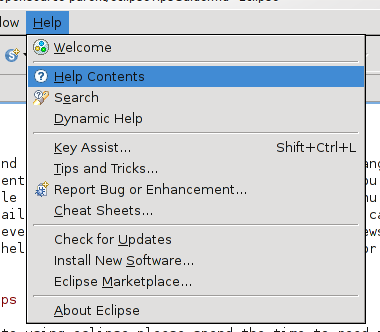 Help
Welcome
Help Contents
Search
Dynamic Help
Key Assist... Shift+Ctrl+L
Tips and Tricks...
Report Bug or Enhancement...
Cheat Sheets...
Check for Updates
Install New Software...
Eclipse Marketplace...
About Eclipse